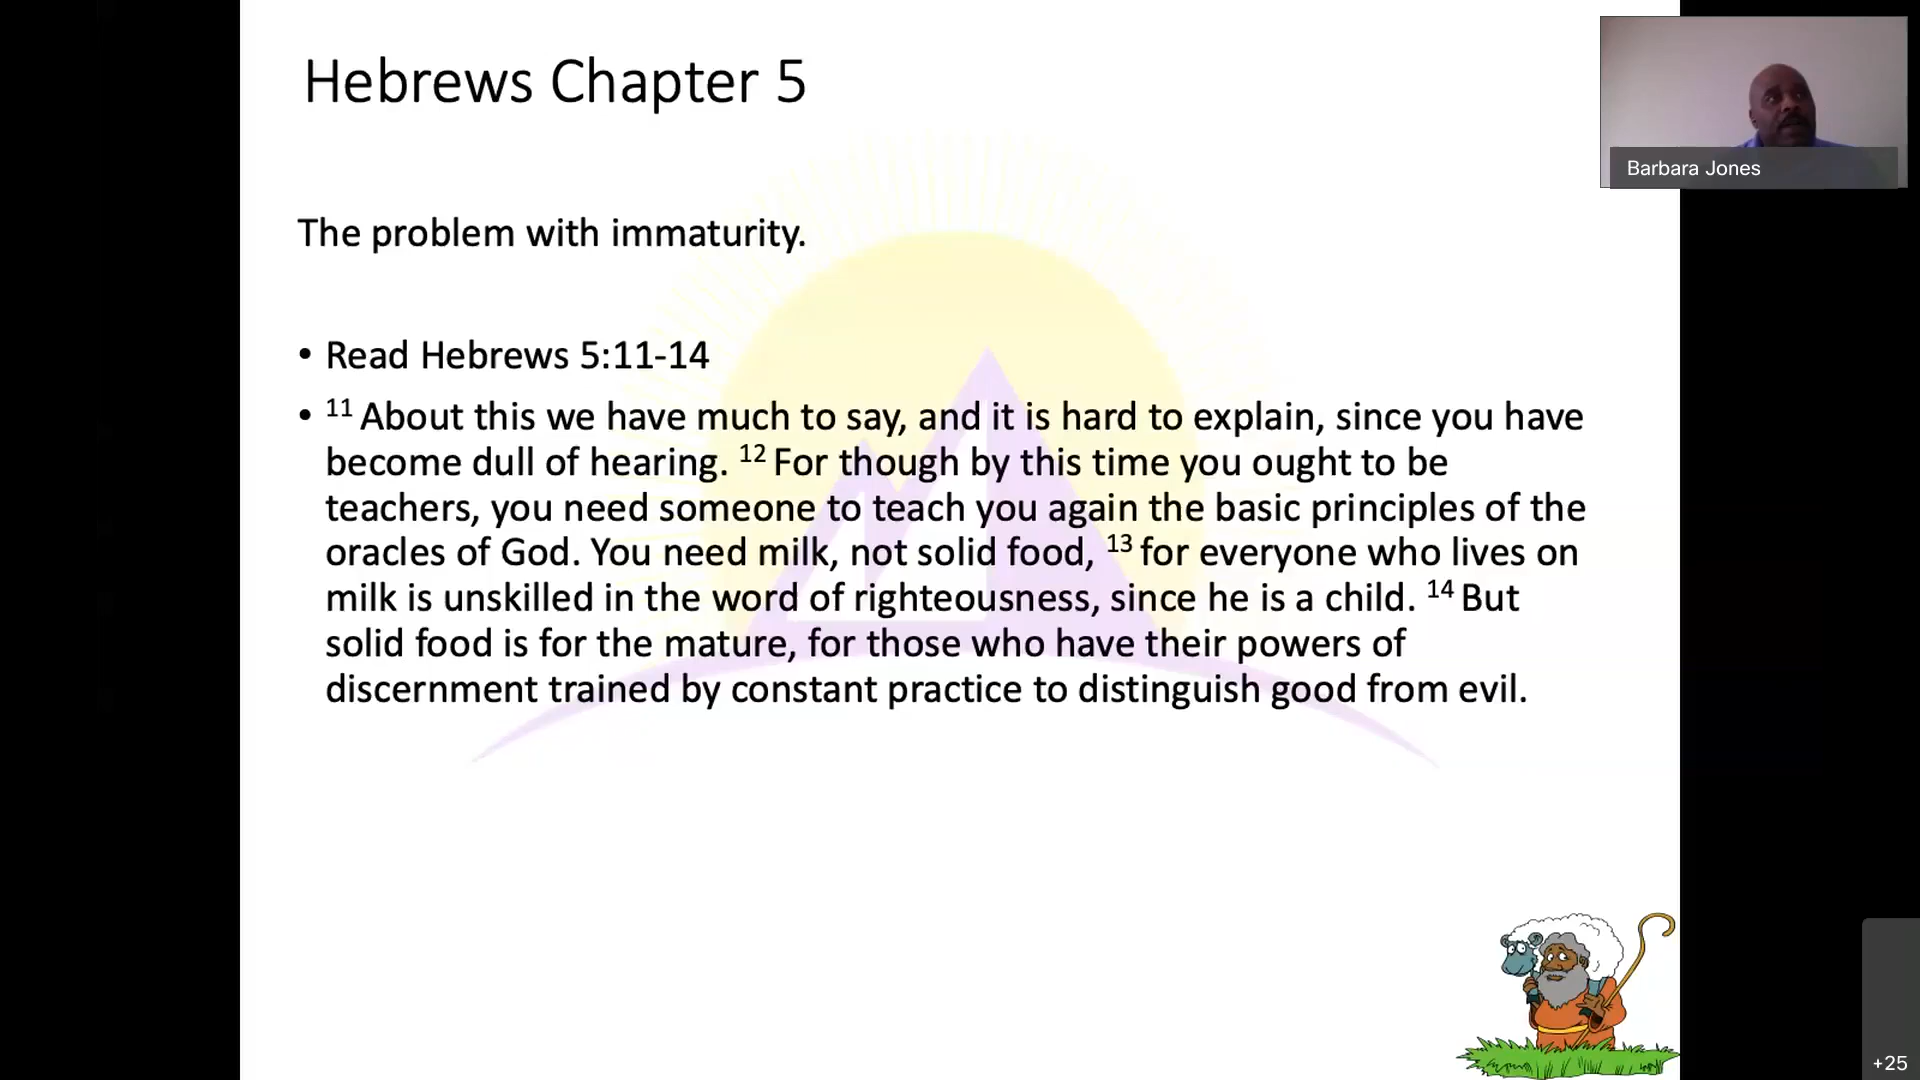 Hebrews Chapter 5
Barbara Jones
The problem with immaturity.
• Read Hebrews 5:11-14
• ¹¹ About this we have much to say, and it is hard to explain, since you have
become dull of hearing. ¹² For though by this time you ought to be
teachers, you need someone to teach you again the basic principles of the
oracles of God. You need milk, not solid food, ¹³ for everyone who lives on
milk is unskilled in the word of righteousness, since he is a child. ¹⁴ But
solid food is for the mature, for those who have their powers of
discernment trained by constant practice to distinguish good from evil.
+25